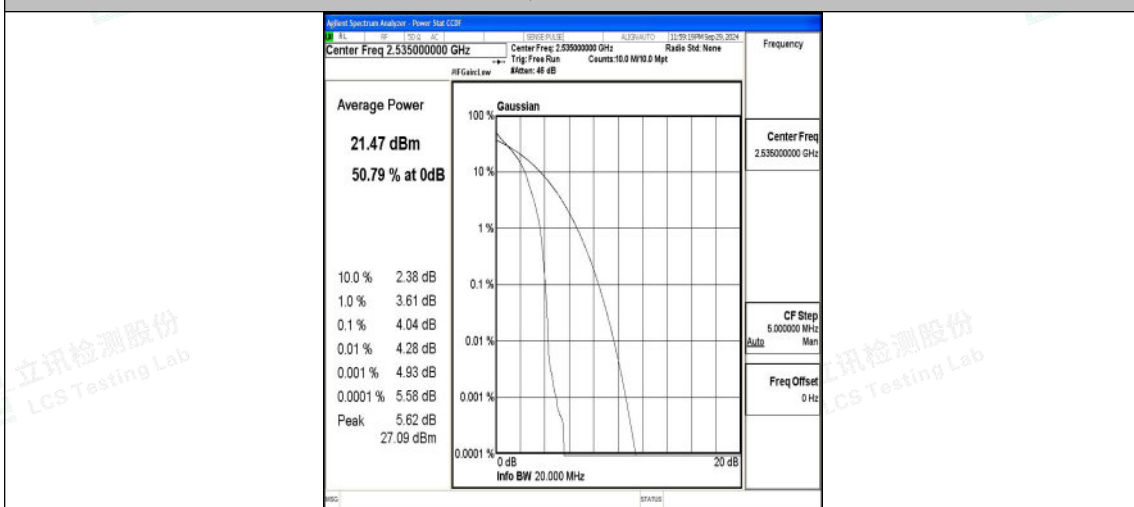 Agilent Spectrum Analyzer - Power Stat CCDF
RL RF 50 Ω AC SENSE:PULSE ALIGNAUTO 11:59:19PM Sep 29, 2024
Center Freq 2.535000000 GHz
Center Freq: 2.535000000 GHz Radio Std: None
Trig: Free Run Counts:10.0 M/10.0 Mpt
#IFGain:Low #Atten: 46 dB
Frequency
Average Power
21.47 dBm
50.79 % at 0dB
10.0 % 2.38 dB
1.0 % 3.61 dB
0.1 % 4.04 dB
0.01 % 4.28 dB
0.001 % 4.93 dB
0.0001 % 5.58 dB
Peak 5.62 dB
27.09 dBm
Gaussian
100 %
10 %
1 %
0.1 %
0.01 %
0.001 %
0.0001 %
0 dB 20 dB
Info BW 20.000 MHz
Center Freq
2.535000000 GHz
CF Step
5.000000 MHz
Auto Man
Freq Offset
0 Hz
MSG STATUS
立讯检测股份
LCS Testing Lab
立讯检测股份
LCS Testing Lab